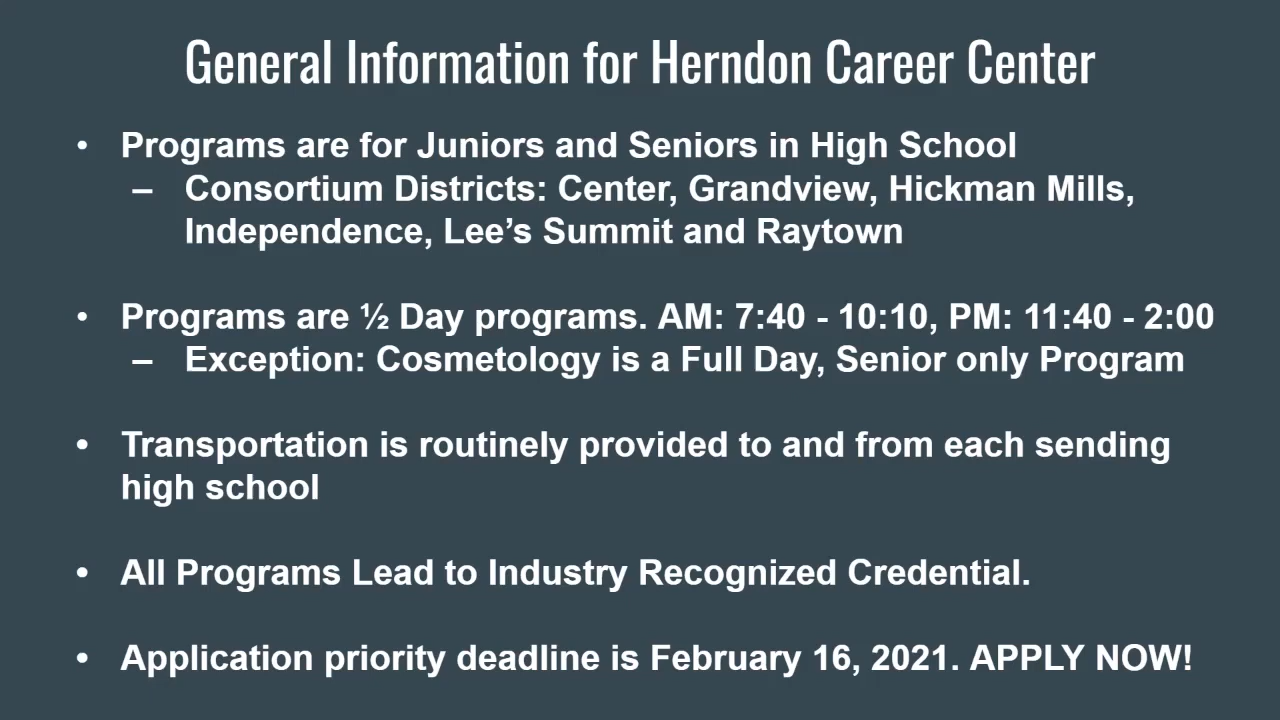 General Information for Herndon Career Center
• Programs are for Juniors and Seniors in High School
– Consortium Districts: Center, Grandview, Hickman Mills,
Independence, Lee’s Summit and Raytown
• Programs are ½ Day programs. AM: 7:40 - 10:10, PM: 11:40 - 2:00
– Exception: Cosmetology is a Full Day, Senior only Program
• Transportation is routinely provided to and from each sending
high school
• All Programs Lead to Industry Recognized Credential.
• Application priority deadline is February 16, 2021. APPLY NOW!